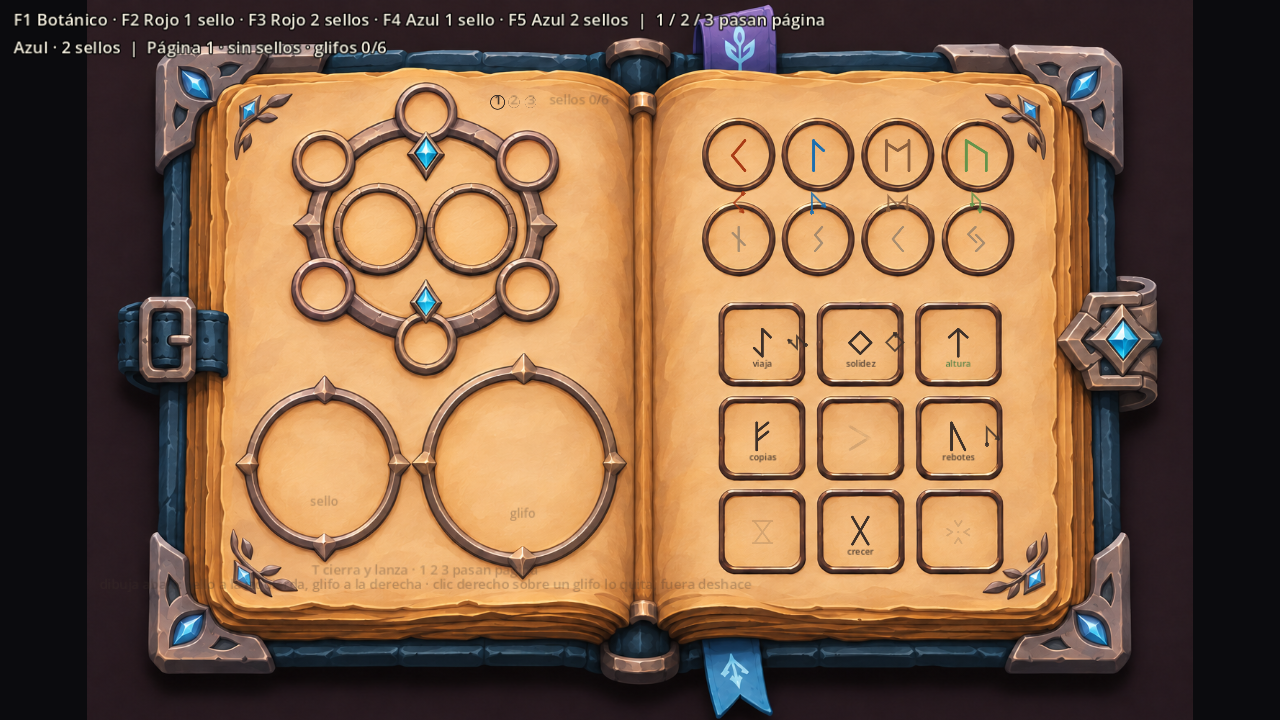 F1 Botánico · F2 Rojo 1 sello · F3 Rojo 2 sellos · F4 Azul 1 sello · F5 Azul 2 sellos | 1 / 2 / 3 pasan página
Azul · 2 sellos | Página 1 · sin sellos · glifos 0/6
1 2 3 sellos 0/6
viaja solidez altura
copias rebotes
crecer
sello
glifo
T cierra y lanza · 1 2 3 pasan
glifo a la derecha · clic derecho sobre un glifo lo fuera deshace